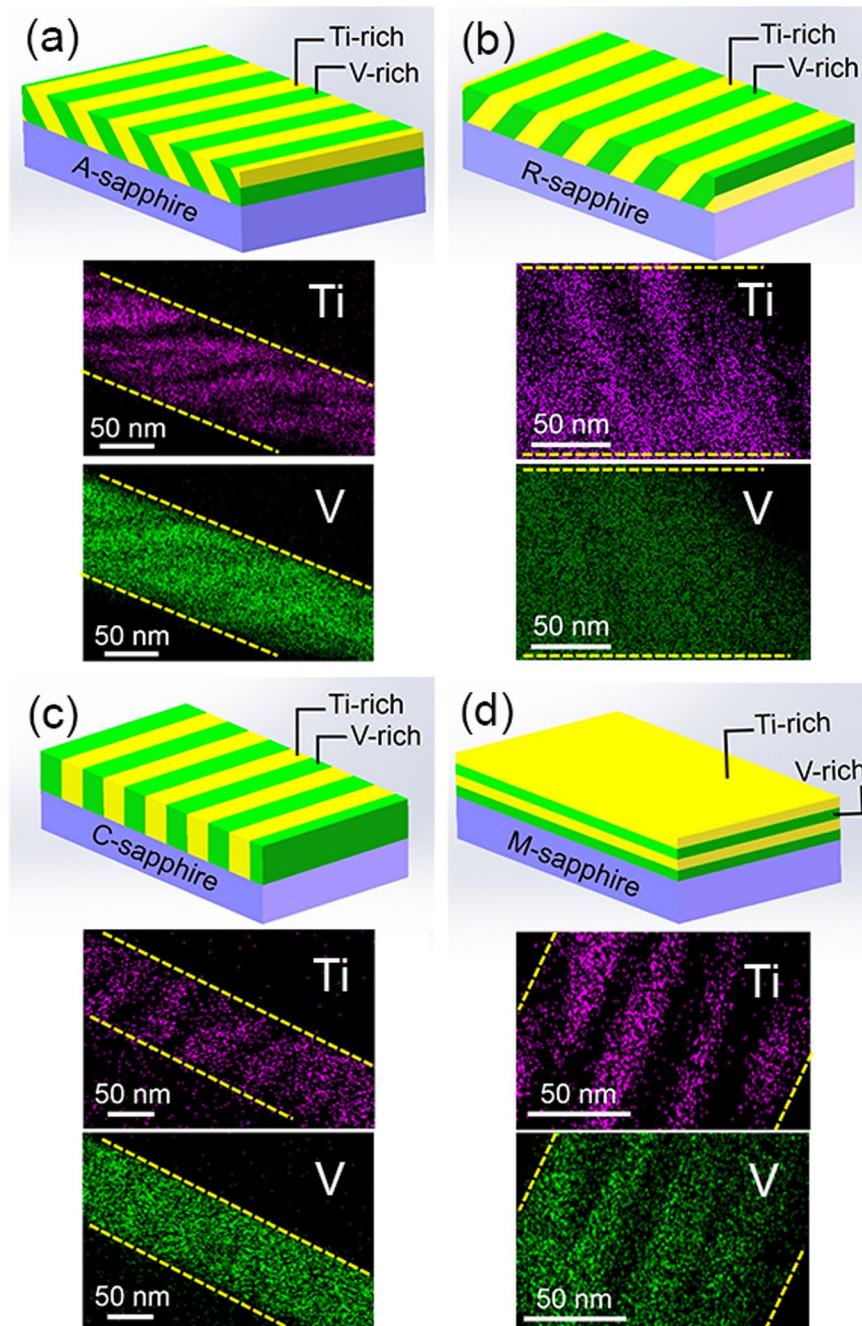 (a)
Ti-rich
V-rich
A-sapphire
Ti
50 nm
V
50 nm
(b)
Ti-rich
V-rich
R-sapphire
Ti
50 nm
V
50 nm
(c)
Ti-rich
V-rich
C-sapphire
Ti
50 nm
V
50 nm
(d)
Ti-rich
V-rich
M-sapphire
Ti
50 nm
V
50 nm